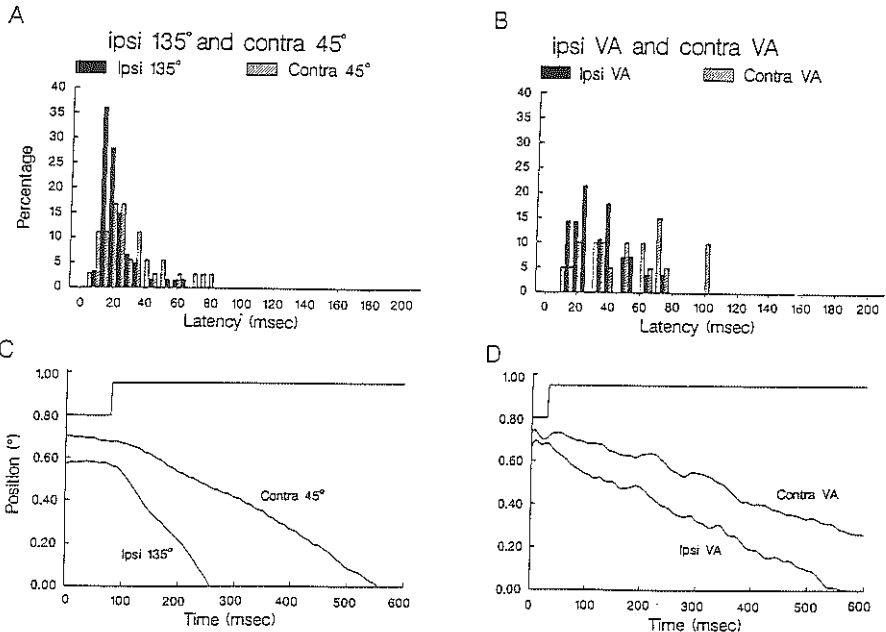 A
ipsi 135° and contra 45°
Ipsi 135°
Contra 45°
Percentage
40
35
30
25
20
15
10
5
0
0 20 40 60 80 100 120 140 160 180 200
Latency (msec)
B
ipsi VA and contra VA
Ipsi VA
Contra VA
40
35
30
25
20
15
10
5
0
0 20 40 60 80 100 120 140 160 180 200
Latency (msec)
C
Position (°)
1.00
0.80
0.60
0.40
0.20
0.00
Contra 45°
Ipsi 135°
0 100 200 300 400 500 600
Time (msec)
D
1.00
0.80
0.60
0.40
0.20
0.00
Contra VA
Ipsi VA
0 100 200 300 400 500 600
Time (msec)